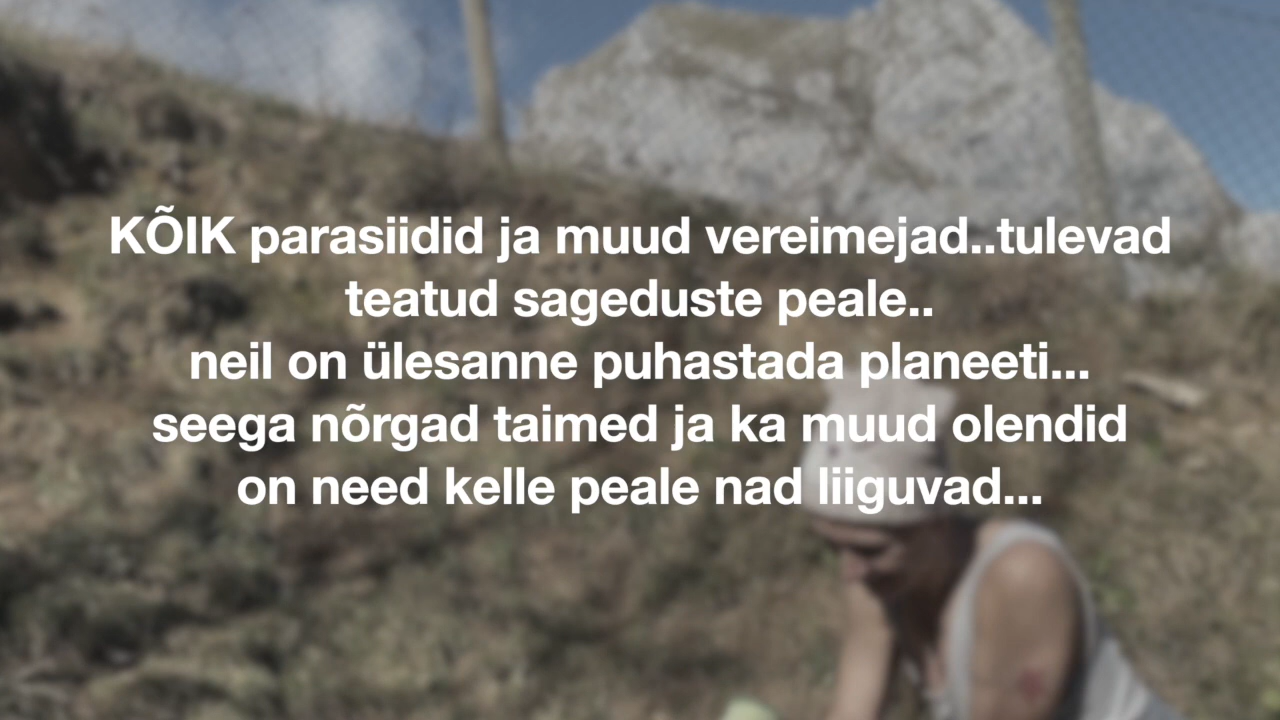 KÕIK parasiidid ja muud vereimejad..tulevad
teatud sageduste peale..
neil on ülesanne puhastada planeeti...
seega nõrgad taimed ja ka muud olendid
on need kelle peale nad liiguvad...